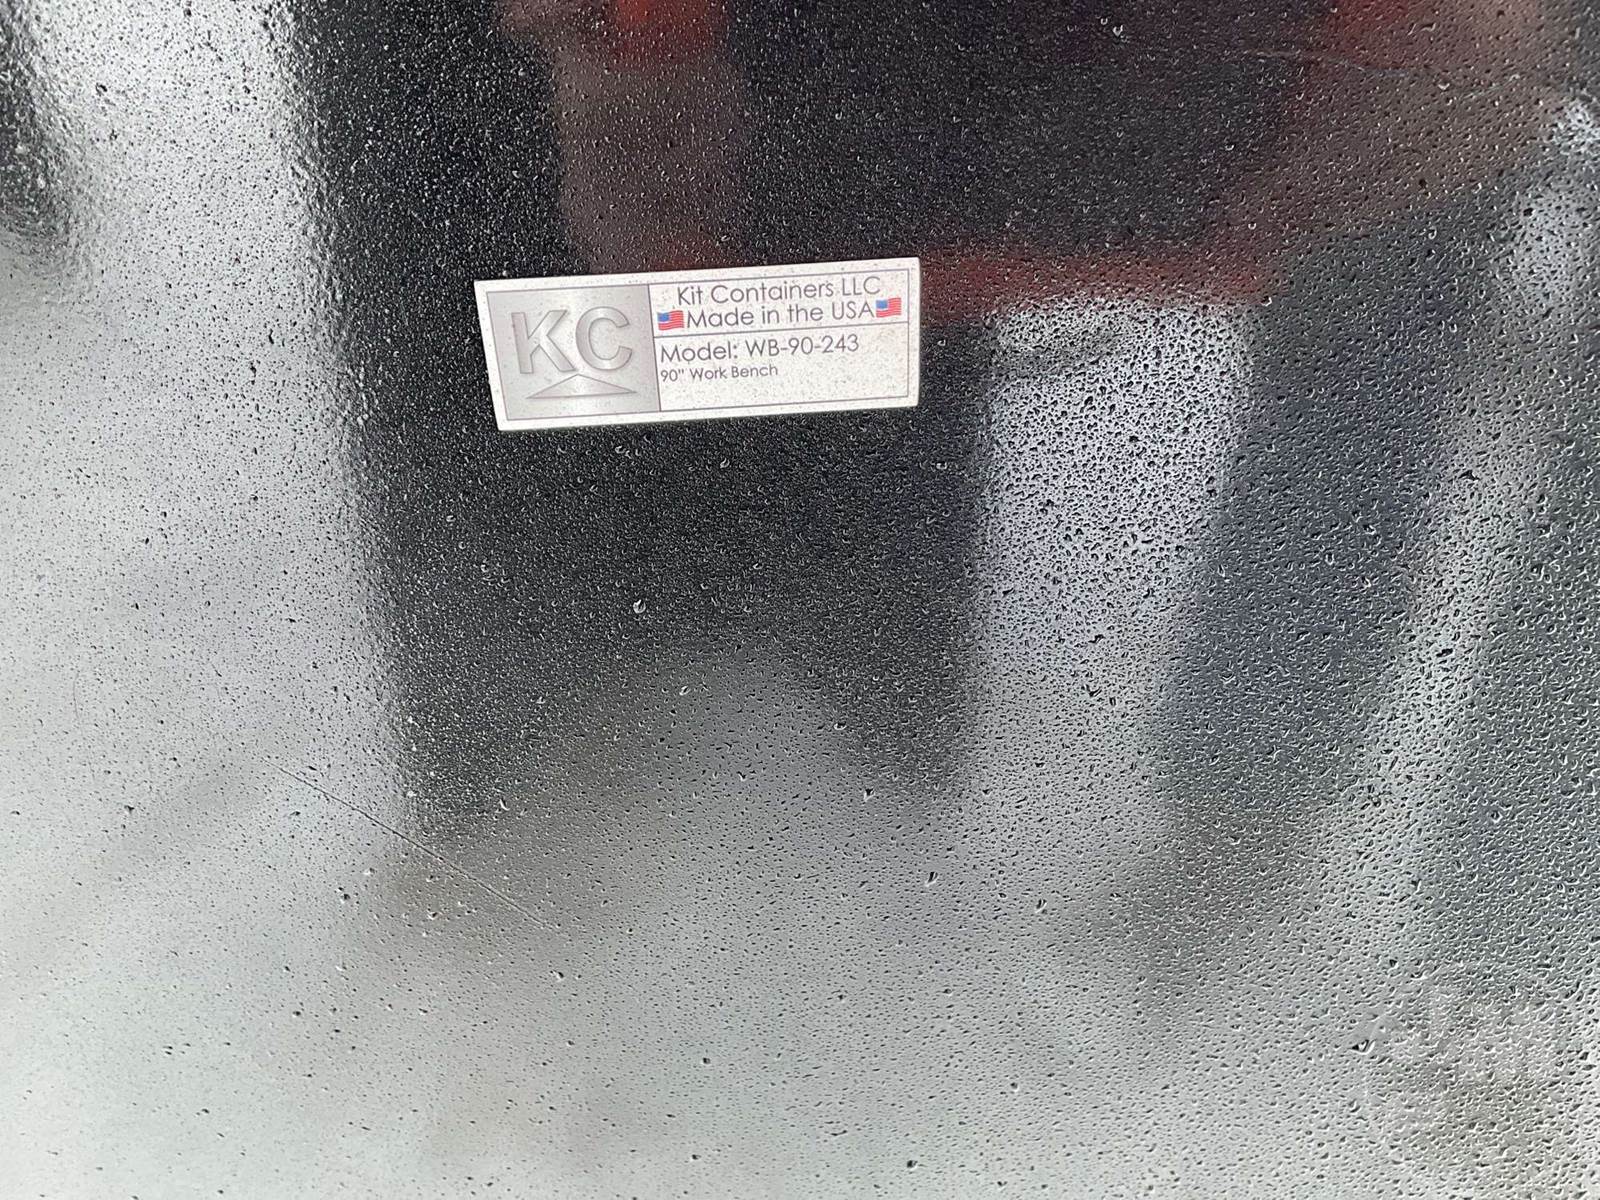 KC
Kit Containers LLC
Made in the USA
Model: WB-90-243
90" Work Bench